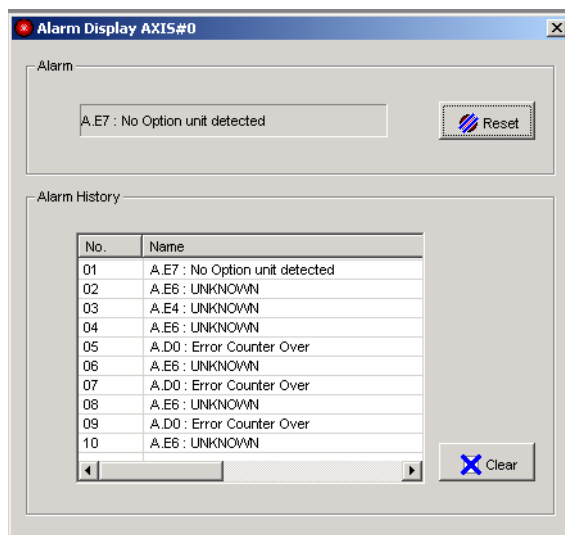 Alarm Display AXIS#0
Alarm
A.E7 : No Option unit detected
Reset
Alarm History
No. Name
01 A.E7 : No Option unit detected
02 A.E6 : UNKNOWN
03 A.E4 : UNKNOWN
04 A.E6 : UNKNOWN
05 A.D0 : Error Counter Over
06 A.E6 : UNKNOWN
07 A.D0 : Error Counter Over
08 A.E6 : UNKNOWN
09 A.D0 : Error Counter Over
10 A.E6 : UNKNOWN
Clear